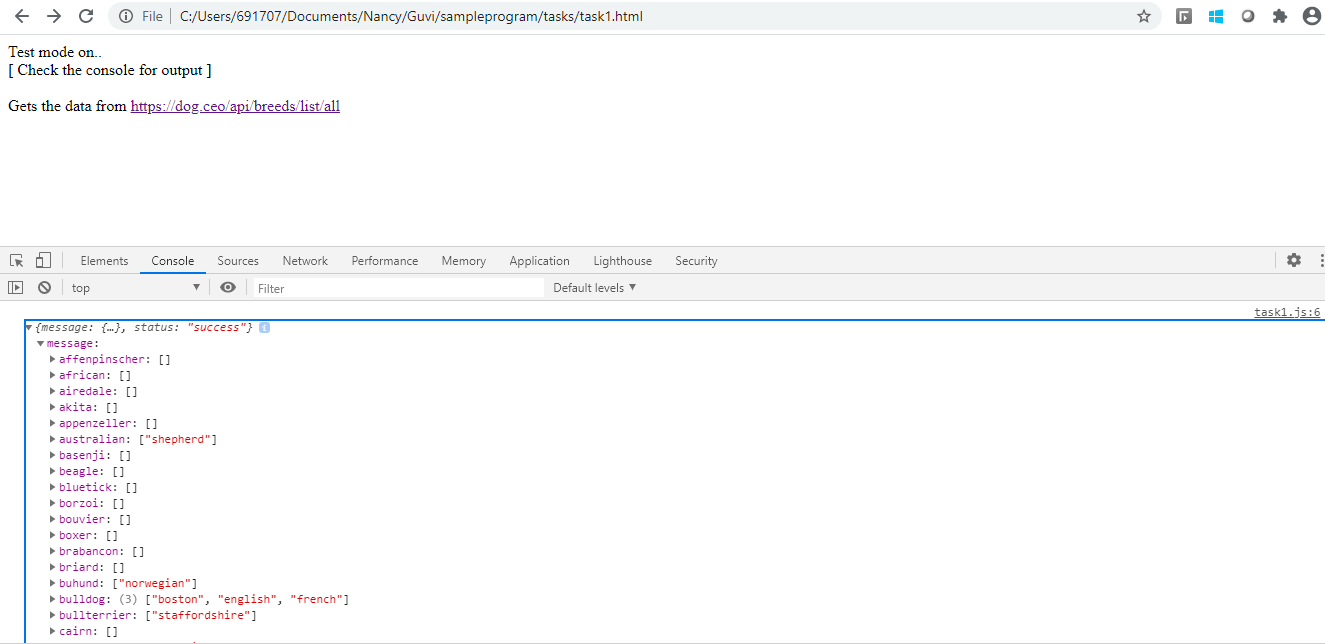 File | C:/Users/691707/Documents/Nancy/Guvi/sampleprogram/tasks/task1.html
Test mode on..
[ Check the console for output ]
Gets the data from https://dog.ceo/api/breeds/list/all
Elements Console Sources Network Performance Memory Application Lighthouse Security
top Filter Default levels
task1.js:6
{message: {…}, status: "success"}
message:
affenpinscher: []
african: []
airedale: []
akita: []
appenzeller: []
australian: ["shepherd"]
basenji: []
beagle: []
bluetick: []
borzoi: []
bouvier: []
boxer: []
brabancon: []
briard: []
buhund: ["norwegian"]
bulldog: (3) ["boston", "english", "french"]
bullterrier: ["staffordshire"]
cairn: []